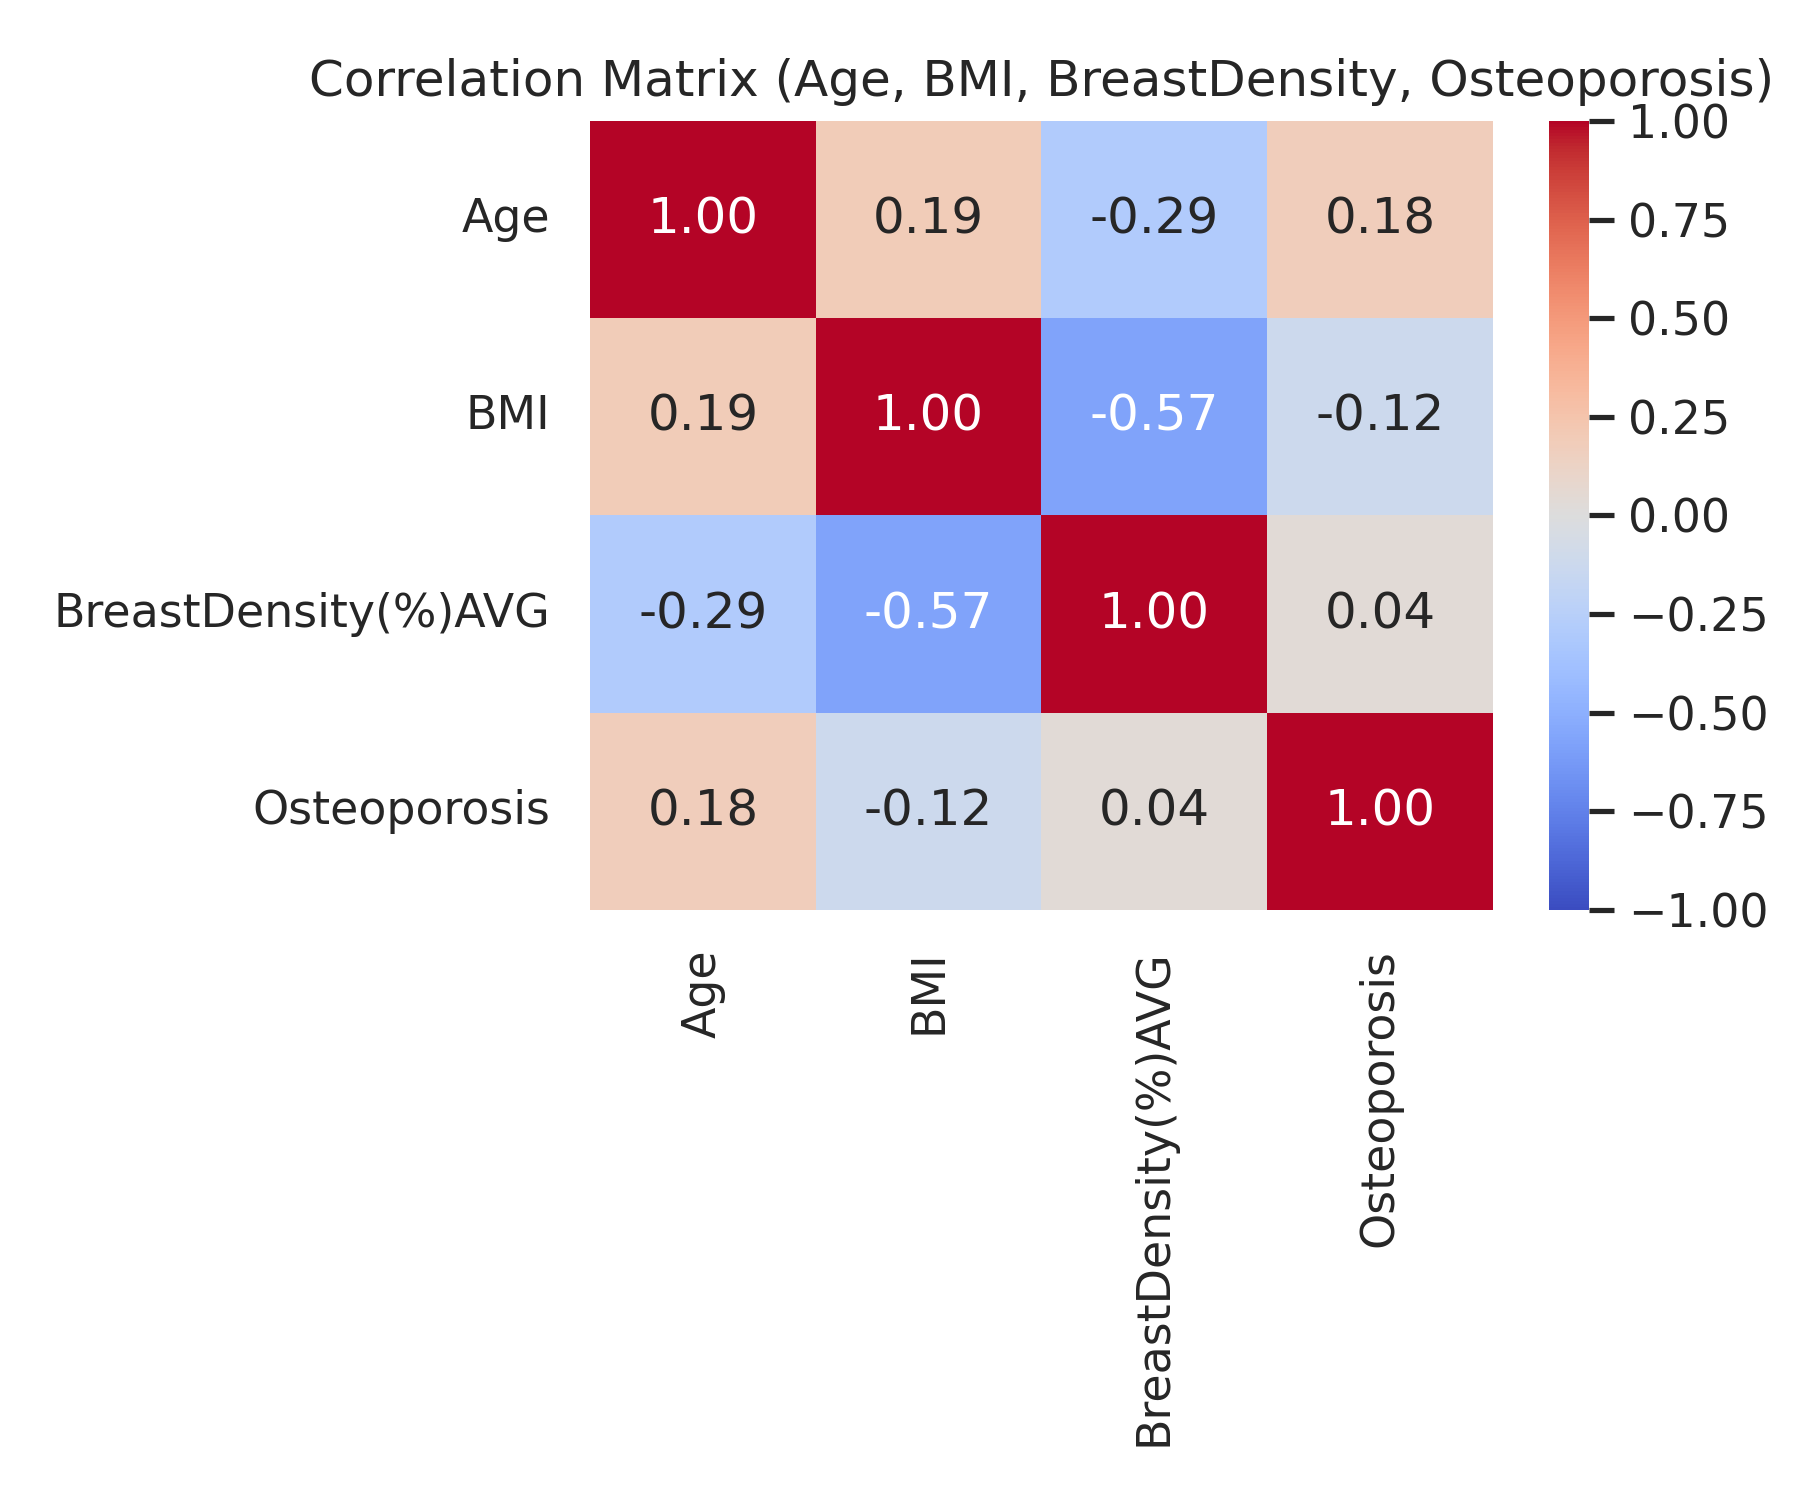 Correlation Matrix (Age, BMI, BreastDensity, Osteoporosis)
Age 1.00 0.19 -0.29 0.18
BMI 0.19 1.00 -0.57 -0.12
BreastDensity(%)AVG -0.29 -0.57 1.00 0.04
Osteoporosis 0.18 -0.12 0.04 1.00
Age
BMI
BreastDensity(%)AVG
Osteoporosis
1.00
0.75
0.50
0.25
0.00
−0.25
−0.50
−0.75
−1.00